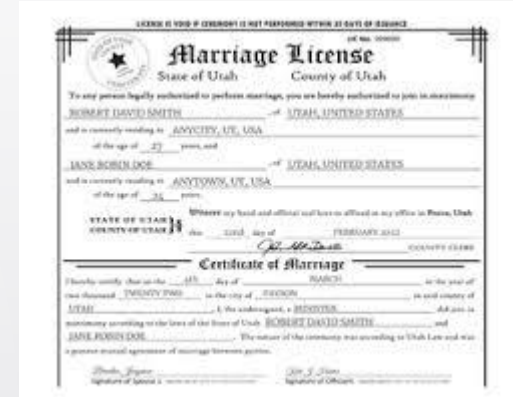 LICENSE IS VOID IF CEREMONY IS NOT PERFORMED WITHIN 32 DAYS OF ISSUANCE
LIC No.
Marriage License
State of Utah County of Utah
To any person legally authorized to perform marriage, you are hereby authorized to join in matrimony
ROBERT DAVID SMITH of UTAH, UNITED STATES
and is currently residing in ANYCITY, UT, USA
of the age of 27 years, and
JANE ROBIN DOE of UTAH, UNITED STATES
and is currently residing in ANYTOWN, UT, USA
of the age of years.
Witness my hand and official seal here to affixed at my office in Provo, Utah
STATE OF UTAH
COUNTY OF UTAH } this day of FEBRUARY 2022
COUNTY CLERK
Certificate of Marriage
I hereby certify that on the day of MARCH in the year of
two thousand TWENTY TWO in the city of PAYSON in said county of
UTAH, I, the undersigned, a MINISTER did join in
matrimony according to the laws of the State of Utah ROBERT DAVID SMITH and
JANE ROBIN DOE. The nature of the ceremony was according to Utah Law and was
a present mutual agreement of marriage between parties.
Signature of Spouse 1 Signature of Officiant